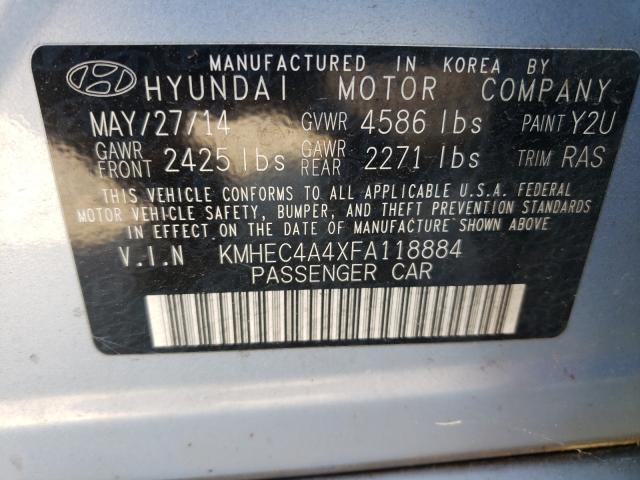 MANUFACTURED IN KOREA BY
HYUNDAI MOTOR COMPANY
MAY/27/14 GVWR 4586 lbs PAINT Y2U
GAWR FRONT 2425 lbs GAWR REAR 2271 lbs TRIM RAS
THIS VEHICLE CONFORMS TO ALL APPLICABLE U.S.A. FEDERAL
MOTOR VEHICLE SAFETY, BUMPER, AND THEFT PREVENTION STANDARDS
IN EFFECT ON THE DATE OF MANUFACTURE SHOWN ABOVE.
V.I.N KMHEC4A4XFA118884
PASSENGER CAR